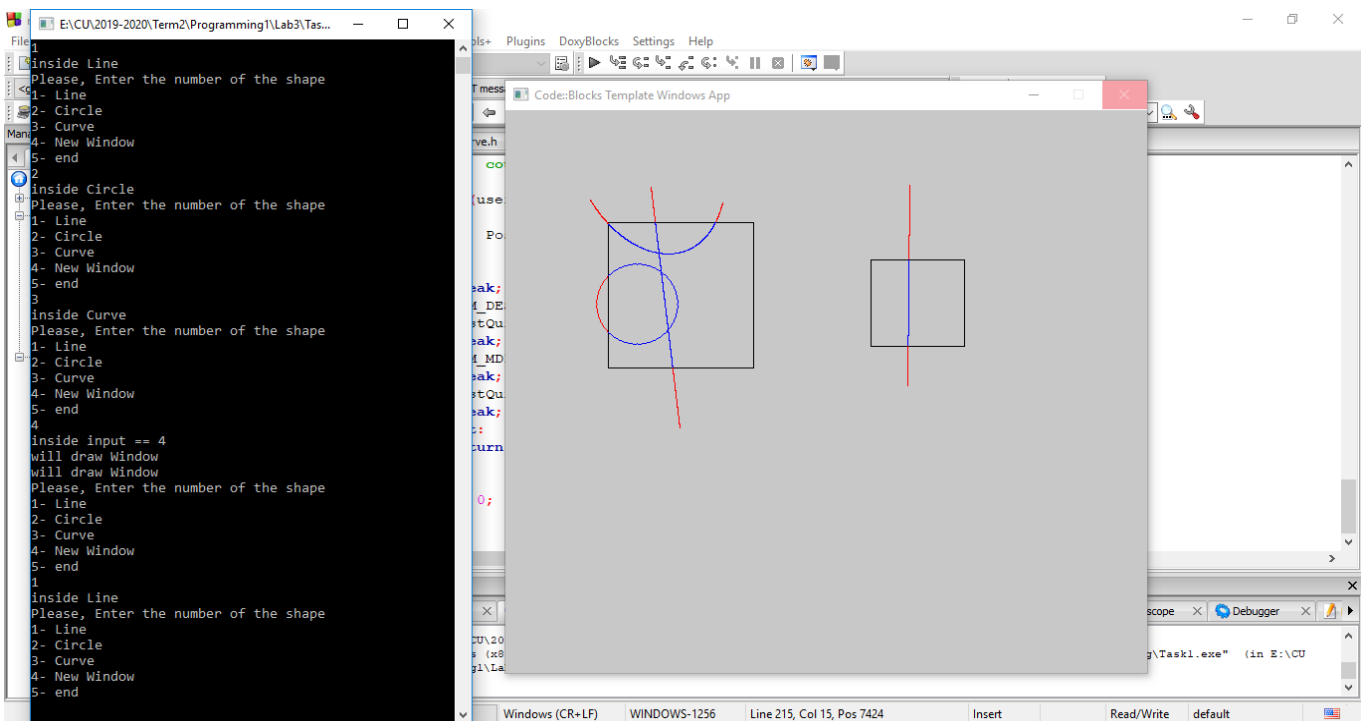 E:\CU\2019-2020\Term2\Programming1\Lab3\Tas...
File
Plugins DoxyBlocks Settings Help
1
inside Line
Please, Enter the number of the shape
1- Line
2- Circle
3- Curve
4- New Window
5- end
2
inside Circle
Please, Enter the number of the shape
1- Line
2- Circle
3- Curve
4- New Window
5- end
3
inside Curve
Please, Enter the number of the shape
1- Line
2- Circle
3- Curve
4- New Window
5- end
4
inside input == 4
will draw Window
will draw Window
Please, Enter the number of the shape
1- Line
2- Circle
3- Curve
4- New Window
5- end
1
inside Line
Please, Enter the number of the shape
1- Line
2- Circle
3- Curve
4- New Window
5- end
Code::Blocks Template Windows App
0;
scope
Debugger
(in E:\CU
Windows (CR+LF) WINDOWS-1256 Line 215, Col 15, Pos 7424 Insert Read/Write default